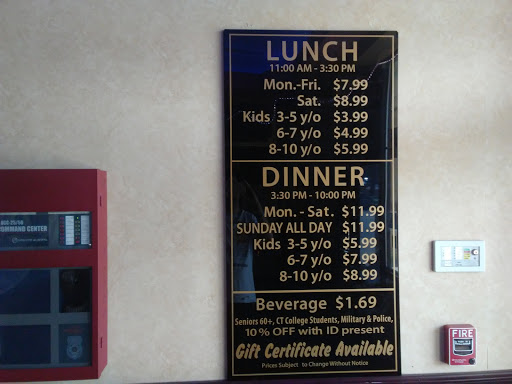 LUNCH
11:00 AM - 3:30 PM
Mon.-Fri. $7.99
Sat. $8.99
Kids 3-5 y/o $3.99
6-7 y/o $4.99
8-10 y/o $5.99
DINNER
3:30 PM - 10:00 PM
Mon. - Sat. $11.99
SUNDAY ALL DAY $11.99
Kids 3-5 y/o $5.99
6-7 y/o $7.99
8-10 y/o $8.99
Beverage $1.69
Seniors 60+, CT College Students, Military & Police,
10% OFF with ID present
Gift Certificate Available
Prices Subject to Change Without Notice
COMMAND CENTER
FIRE